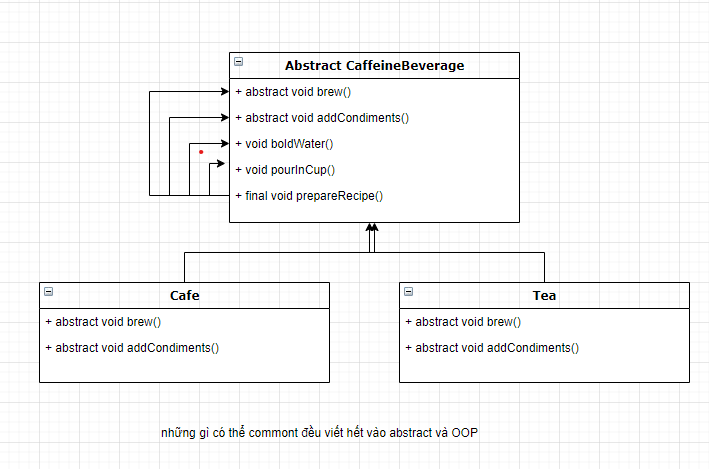 Abstract CaffeineBeverage
+ abstract void brew()
+ abstract void addCondiments()
+ void boldWater()
+ void pourInCup()
+ final void prepareRecipe()
Cafe
+ abstract void brew()
+ abstract void addCondiments()
Tea
+ abstract void brew()
+ abstract void addCondiments()
những gì có thể commont đều viết hết vào abstract và OOP